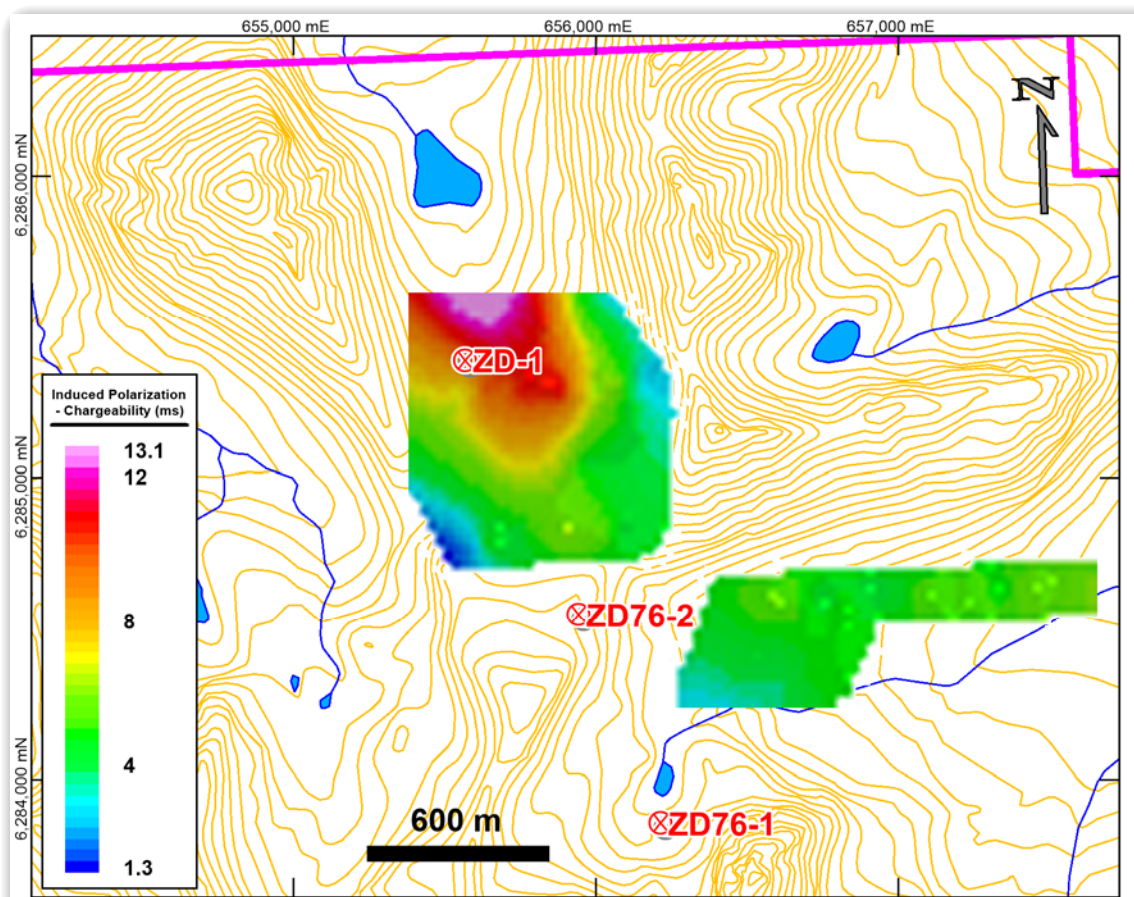 655,000 mE
656,000 mE
657,000 mE
N
6,286,000 mN
ZD-1
Induced Polarization
- Chargeability (ms)
13.1
12
8
4
1.3
6,285,000 mN
ZD76-2
6,284,000 mN
600 m
ZD76-1